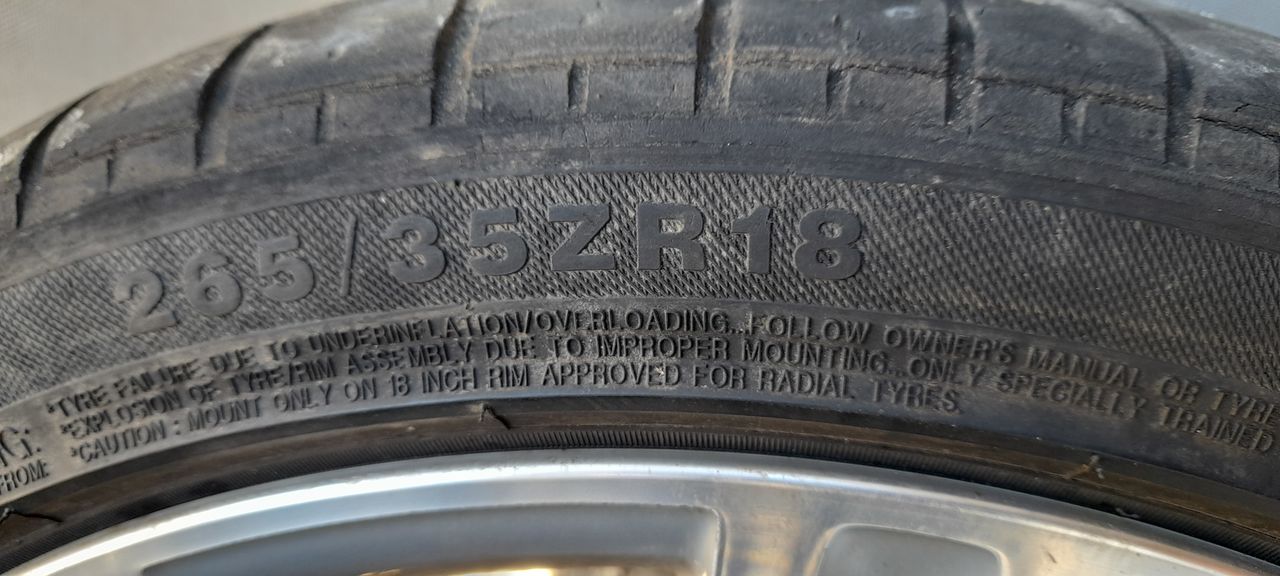 265/35ZR18
*TYRE FAILURE DUE TO UNDERINFLATION/OVERLOADING..FOLLOW OWNER'S MANUAL OR TYRE
*EXPLOSION OF TYRE/RIM ASSEMBLY DUE TO IMPROPER MOUNTING..ONLY SPECIALLY TRAINED
*CAUTION : MOUNT ONLY ON 18 INCH RIM APPROVED FOR RADIAL TYRES.
FROM: